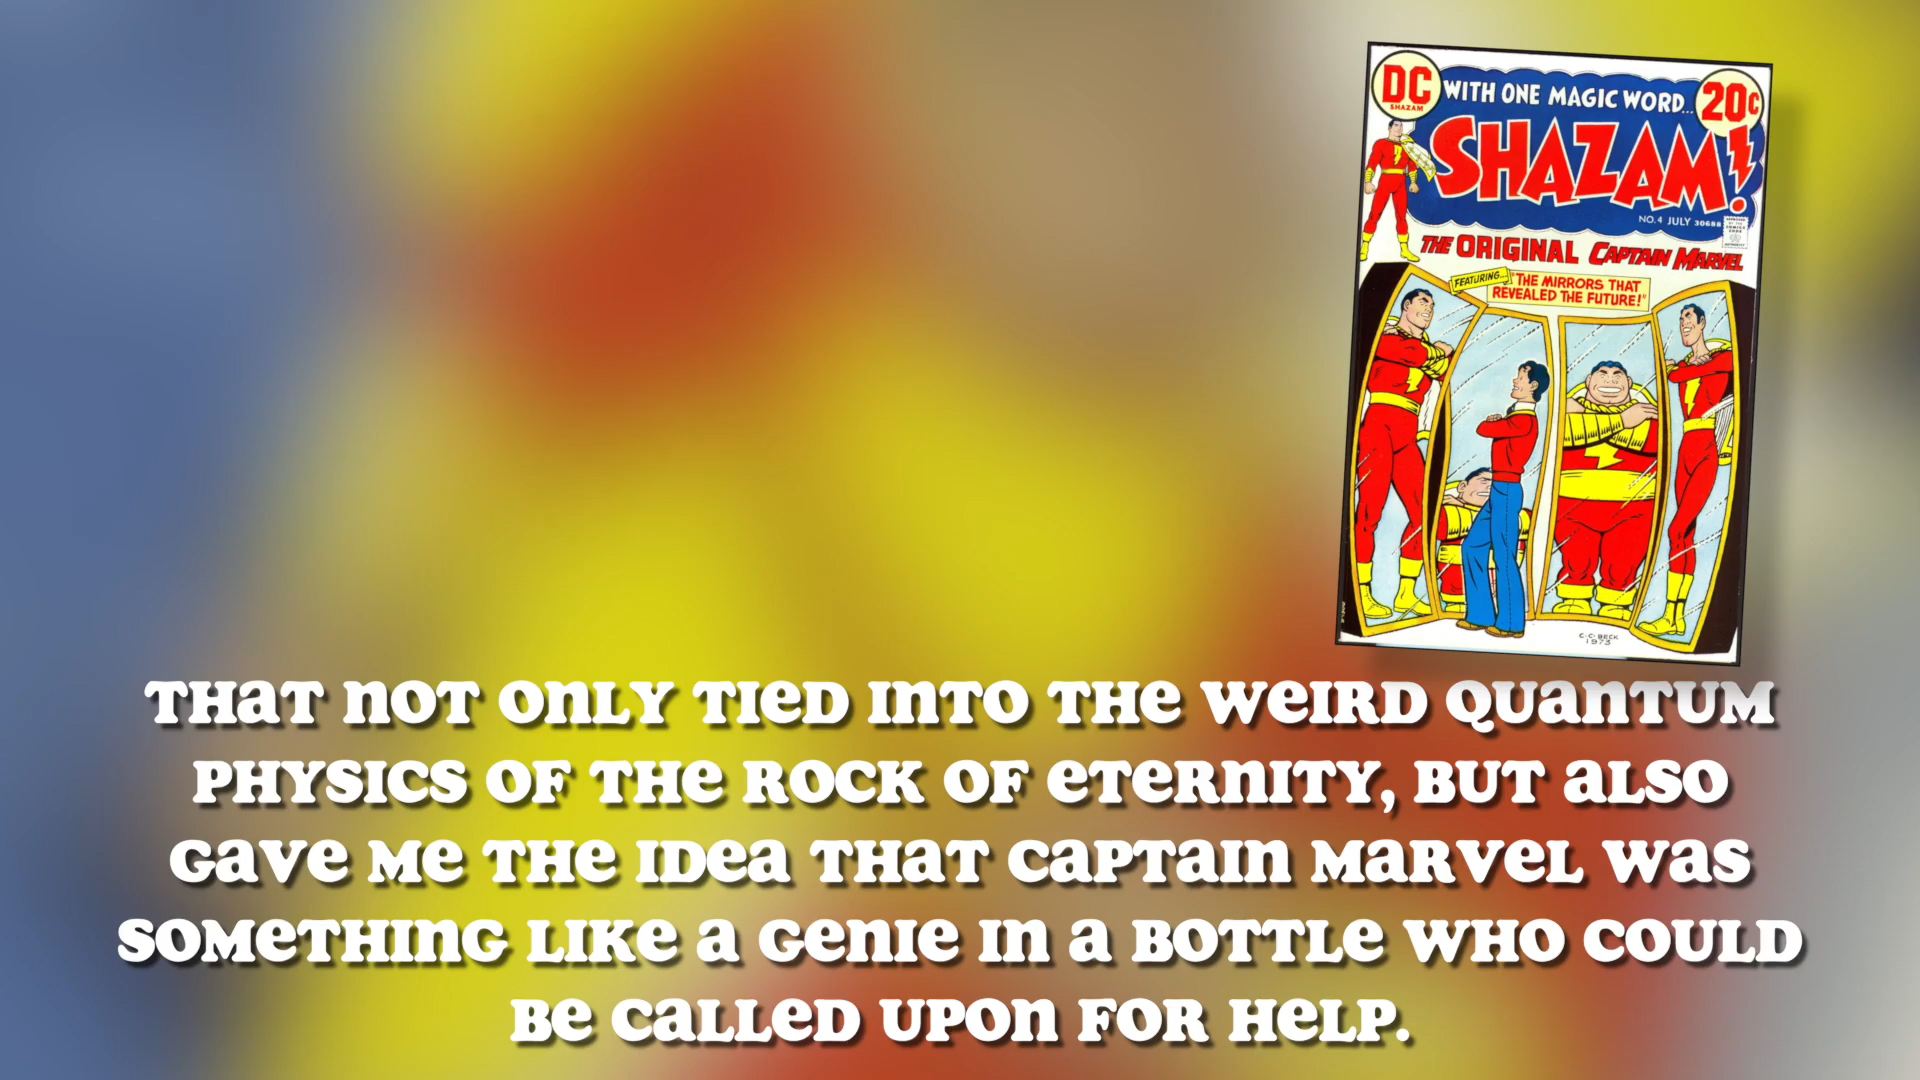 DC
SHAZAM
WITH ONE MAGIC WORD...
20¢
SHAZAM!
NO. 4 JULY 30688
THE ORIGINAL CAPTAIN MARVEL
FEATURING...
"THE MIRRORS THAT
REVEALED THE FUTURE!"
C.C. BECK
1973
THAT NOT ONLY TIED INTO THE WEIRD QUANTUM
PHYSICS OF THE ROCK OF ETERNITY, BUT ALSO
GAVE ME THE IDEA THAT CAPTAIN MARVEL WAS
SOMETHING LIKE A GENIE IN A BOTTLE WHO COULD
BE CALLED UPON FOR HELP.